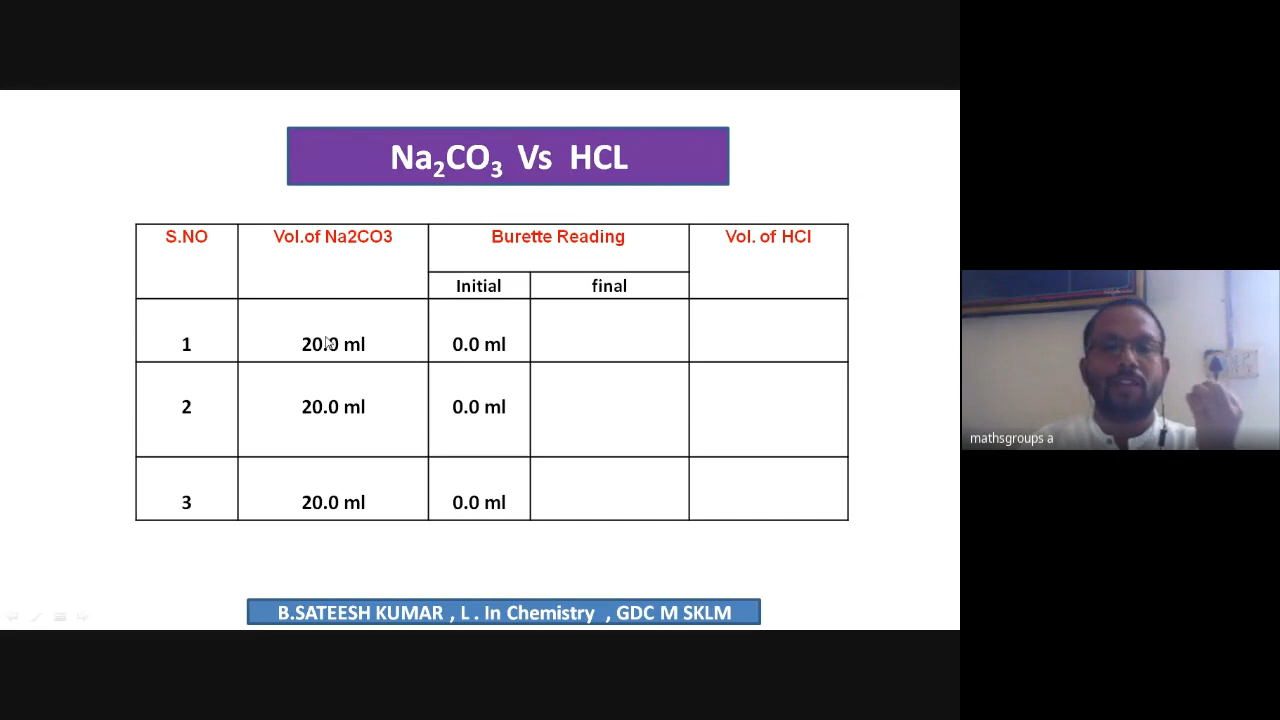 Na₂CO₃ Vs HCL
S.NO Vol.of Na2CO3 Burette Reading Vol. of HCl
Initial final
1 20.0 ml 0.0 ml
2 20.0 ml 0.0 ml
3 20.0 ml 0.0 ml
mathsgroups a
B.SATEESH KUMAR , L . In Chemistry , GDC M SKLM